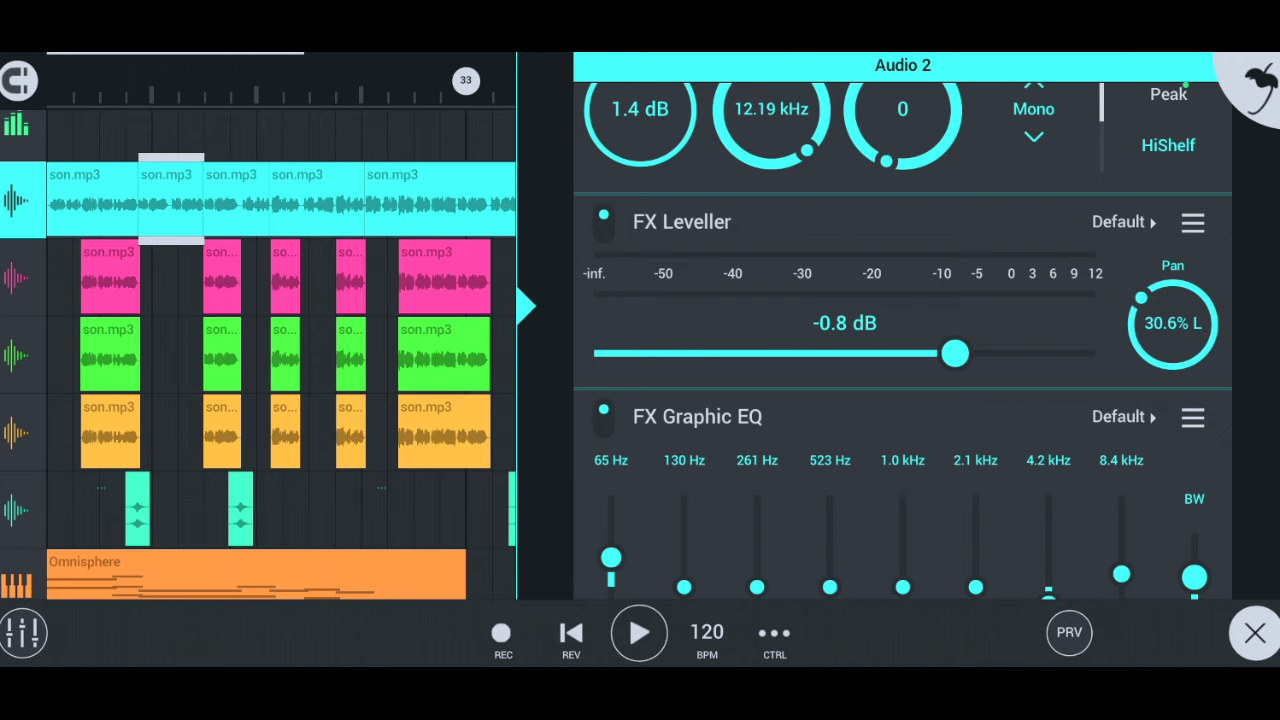 33
son.mp3 son.mp3 son.mp3 son.mp3 son.mp3
son.mp3 son... so... so... son.mp3
son.mp3 son... so... so... son.mp3
son.mp3 son... so... so... son.mp3
Omnisphere
Audio 2
1.4 dB 12.19 kHz 0 Mono Peak
HiShelf
FX Leveller Default
-inf. -50 -40 -30 -20 -10 -5 0 3 6 9 12
Pan
-0.8 dB 30.6% L
FX Graphic EQ Default
65 Hz 130 Hz 261 Hz 523 Hz 1.0 kHz 2.1 kHz 4.2 kHz 8.4 kHz
BW
120 PRV
REC REV BPM CTRL